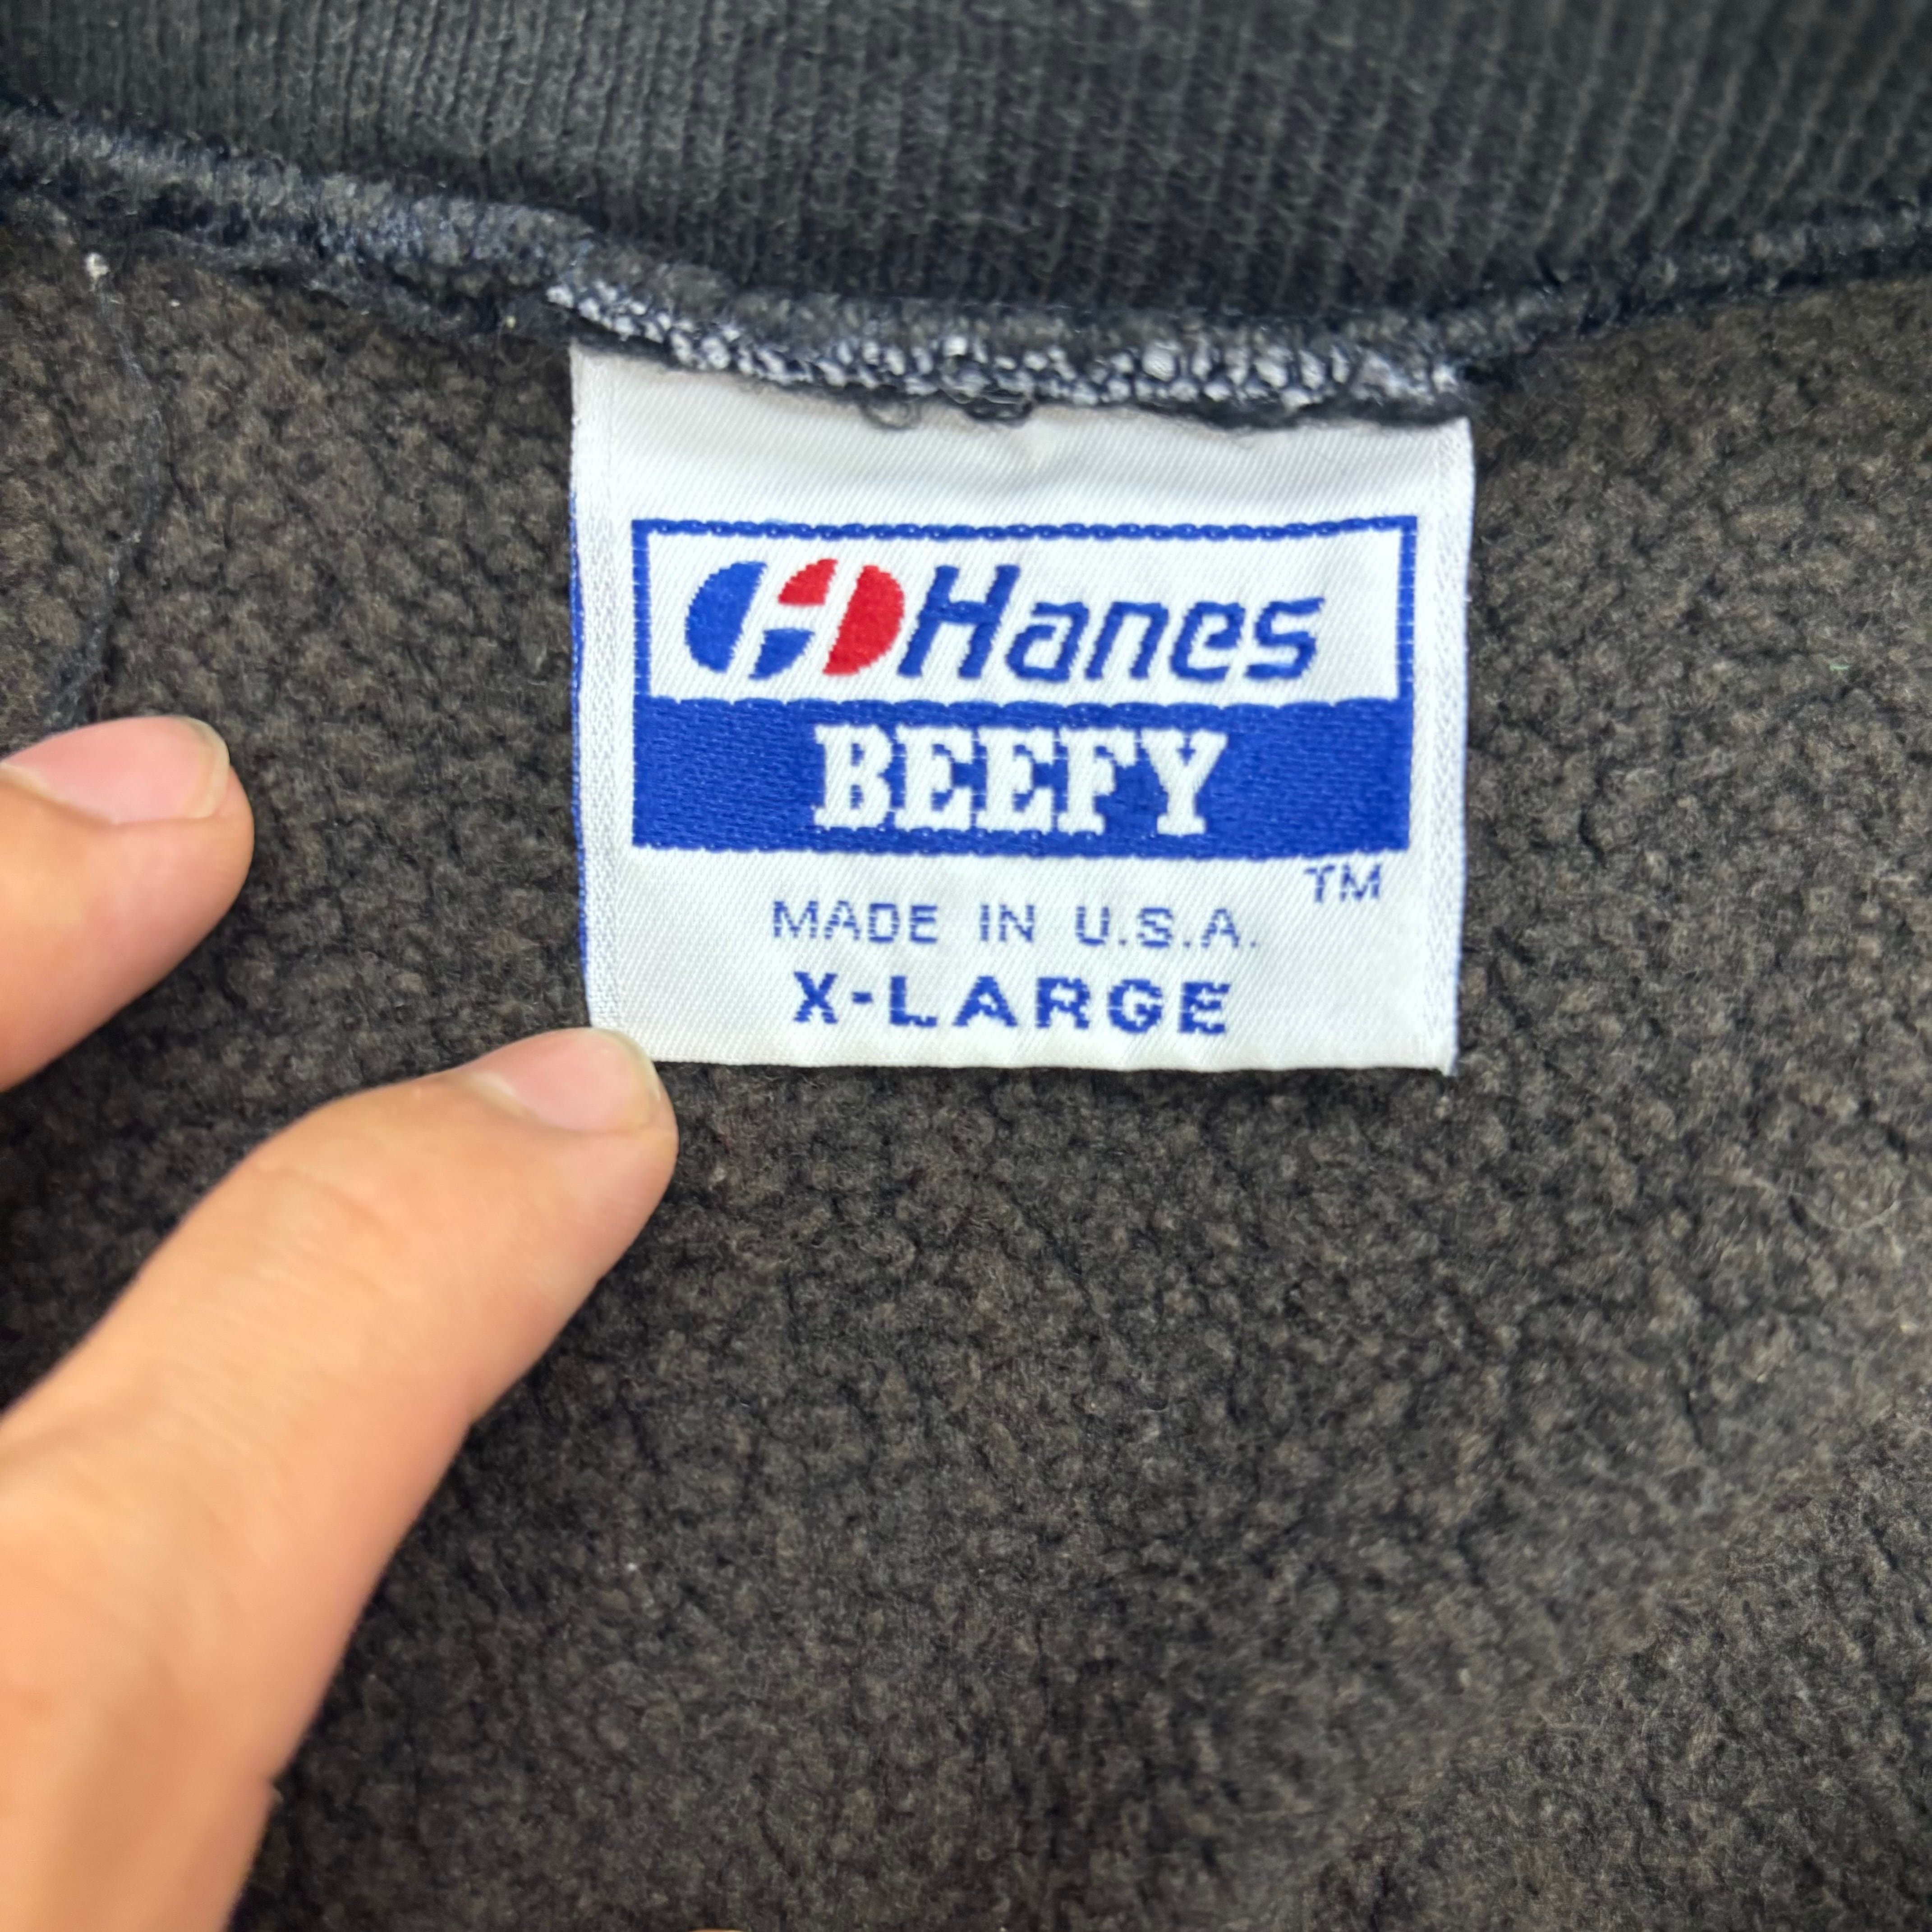 Hanes
BEEFY
TM
MADE IN U.S.A.
X-LARGE